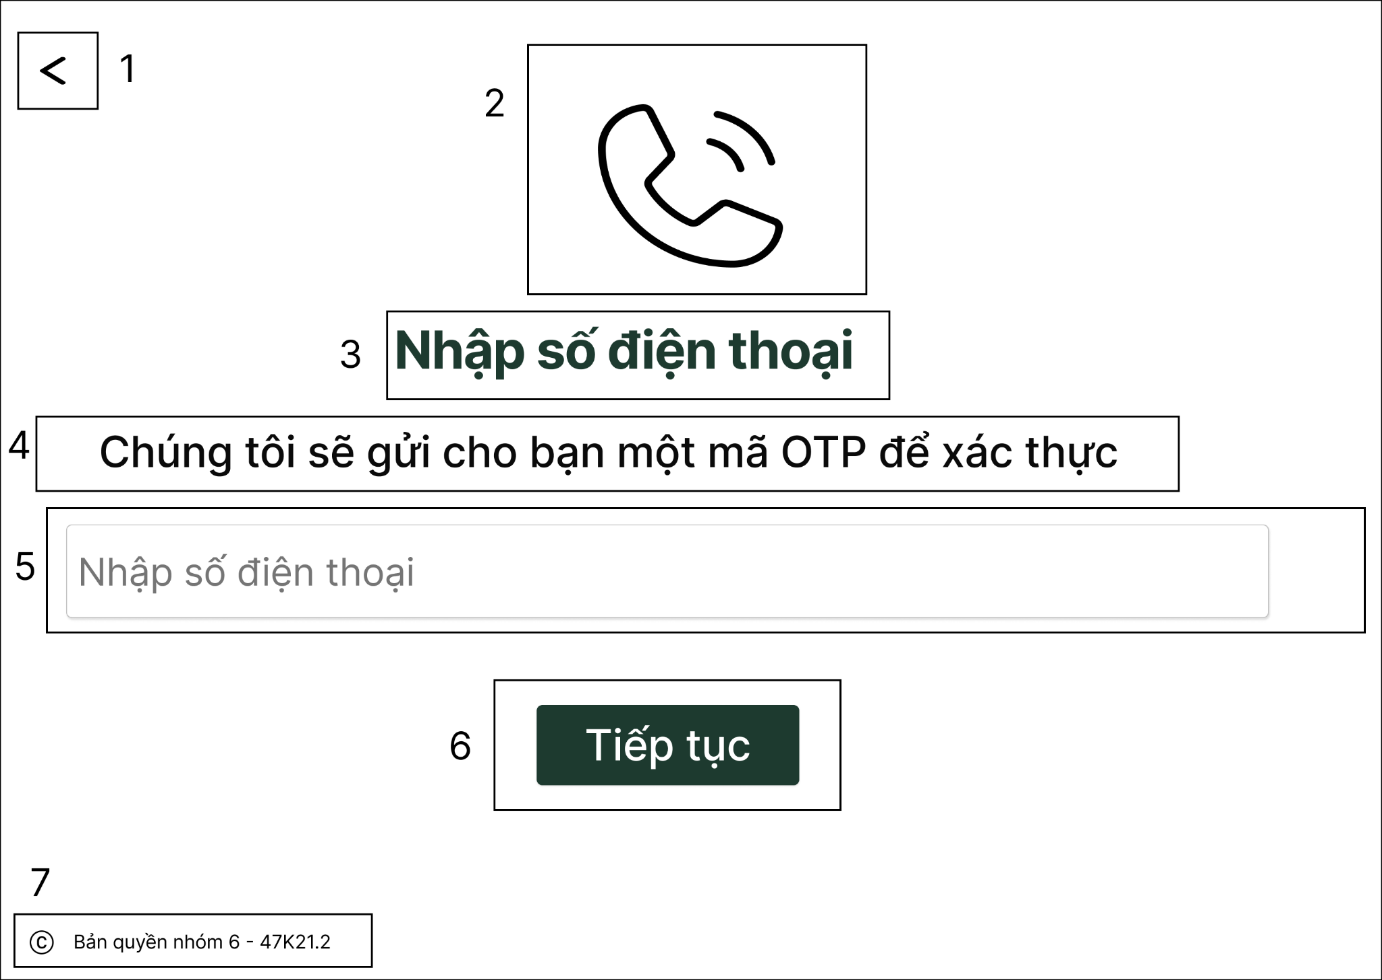 < 1
2
3 Nhập số điện thoại
4 Chúng tôi sẽ gửi cho bạn một mã OTP để xác thực
5 Nhập số điện thoại
6 Tiếp tục
7
© Bản quyền nhóm 6 - 47K21.2